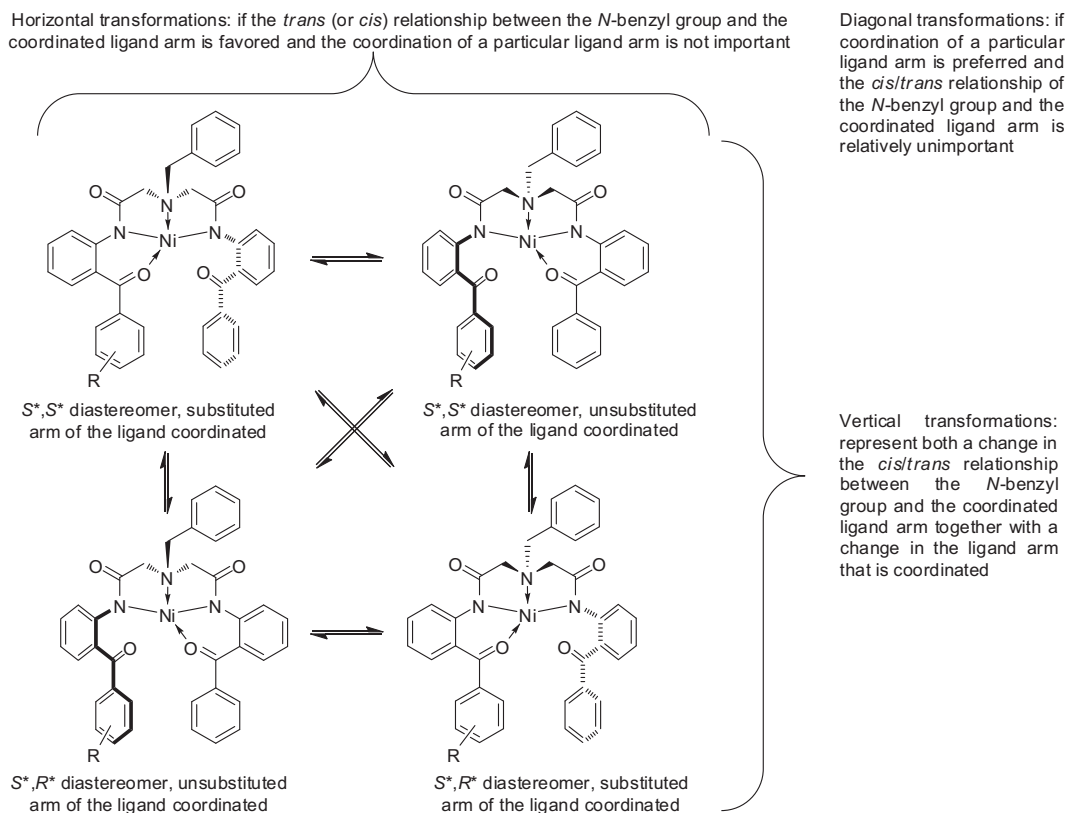 Horizontal transformations: if the trans (or cis) relationship between the N-benzyl group and the
coordinated ligand arm is favored and the coordination of a particular ligand arm is not important
Diagonal transformations: if
coordination of a particular
ligand arm is preferred and
the cis/trans relationship of
the N-benzyl group and the
coordinated ligand arm is
relatively unimportant
O
N
O
N
Ni
N
O
O
R
S*,S* diastereomer, substituted
arm of the ligand coordinated
O
N
O
N
Ni
N
O
O
R
S*,S* diastereomer, unsubstituted
arm of the ligand coordinated
Vertical transformations:
represent both a change in
the cis/trans relationship
between the N-benzyl
group and the coordinated
ligand arm together with a
change in the ligand arm
that is coordinated
O
N
O
N
Ni
N
O
O
R
S*,R* diastereomer, unsubstituted
arm of the ligand coordinated
O
N
O
N
Ni
N
O
O
R
S*,R* diastereomer, substituted
arm of the ligand coordinated